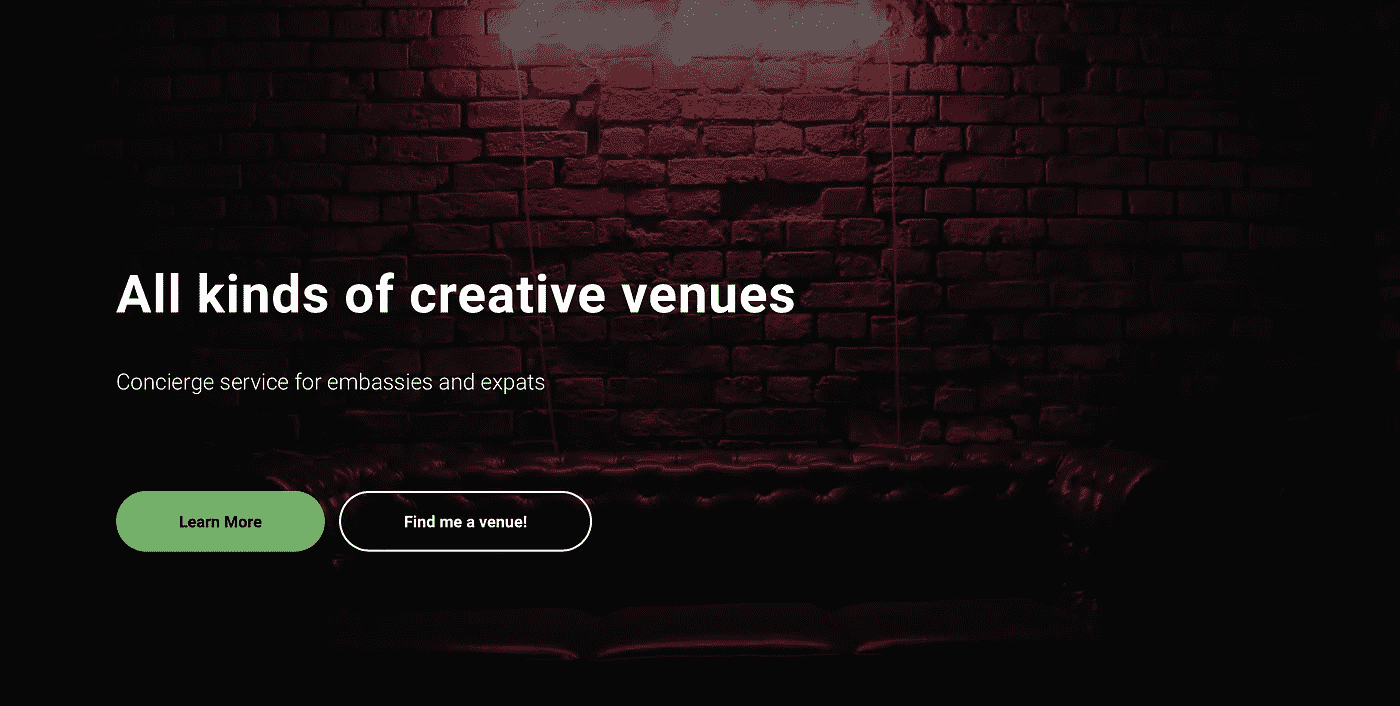 All kinds of creative venues
Concierge service for embassies and expats
Learn More
Find me a venue!